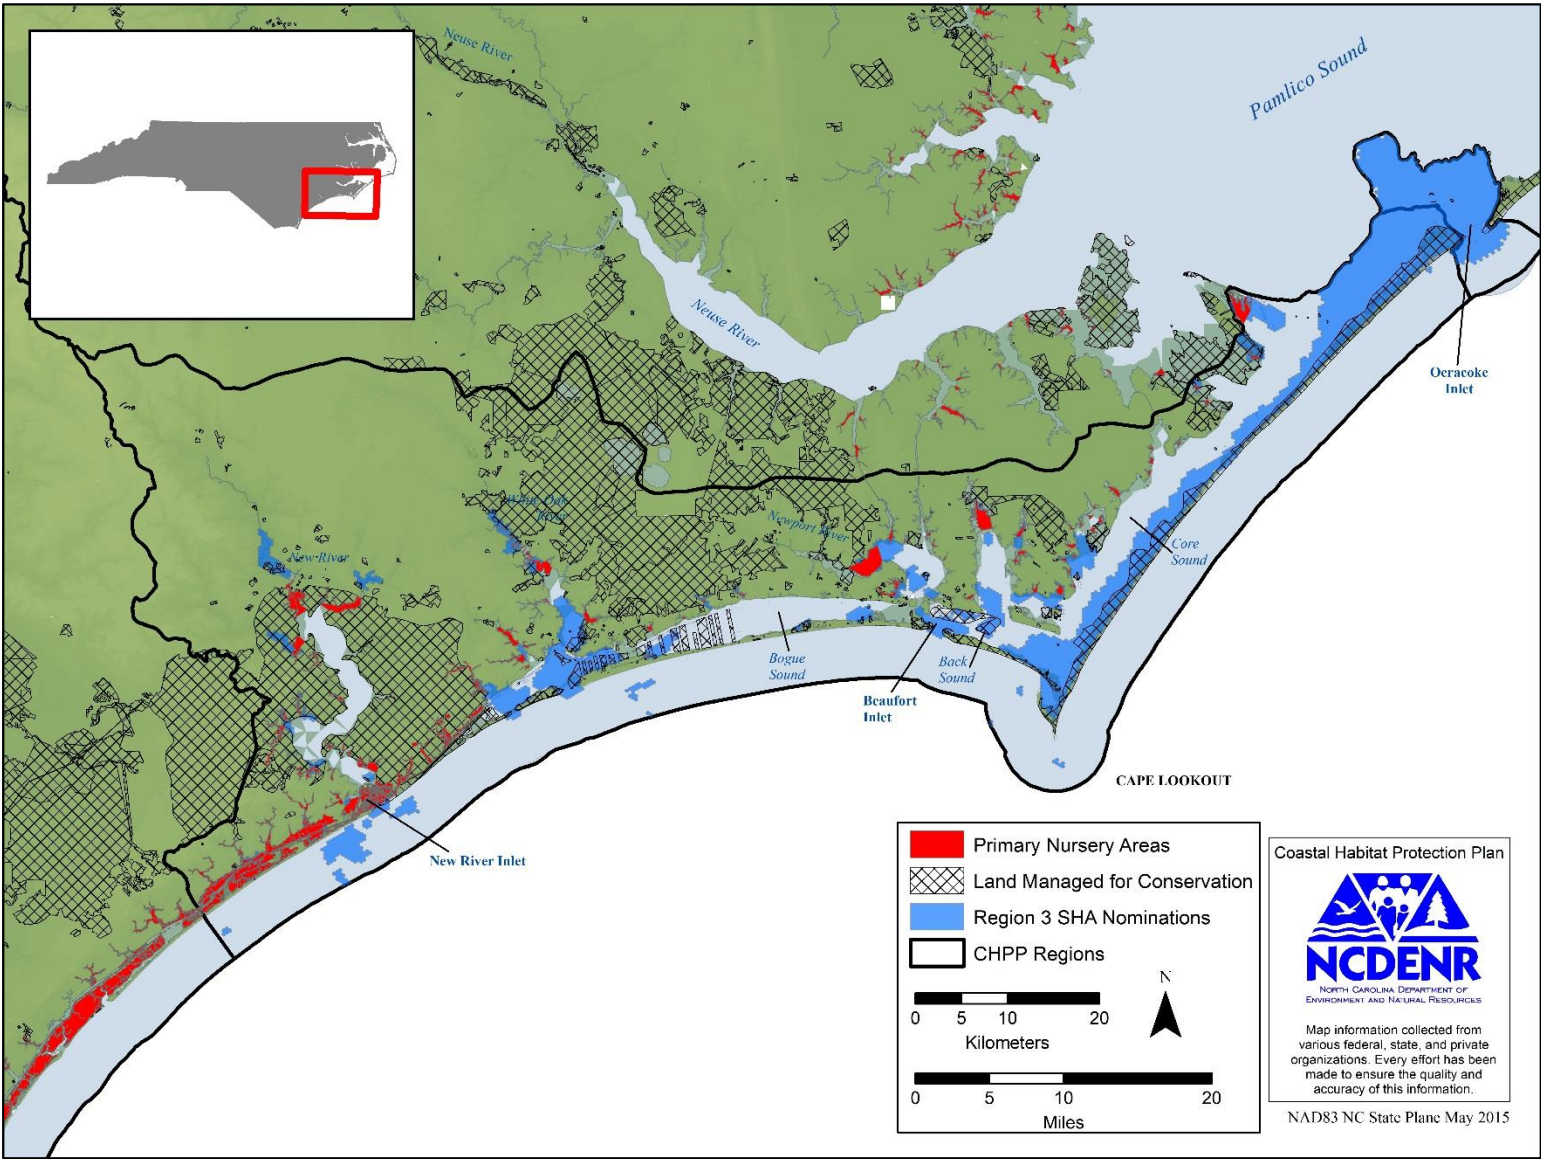 Neuse River
Pamlico Sound
Neuse River
Ocracoke
Inlet
White Oak
River
Newport River
New River
Core
Sound
Bogue
Sound
Back
Sound
Beaufort
Inlet
CAPE LOOKOUT
New River Inlet
Primary Nursery Areas
Land Managed for Conservation
Region 3 SHA Nominations
CHPP Regions
N
0 5 10 20
Kilometers
0 5 10 20
Miles
Coastal Habitat Protection Plan
NCDENR
NORTH CAROLINA DEPARTMENT OF
ENVIRONMENT AND NATURAL RESOURCES
Map information collected from
various federal, state, and private
organizations. Every effort has been
made to ensure the quality and
accuracy of this information.
NAD83 NC State Plane May 2015